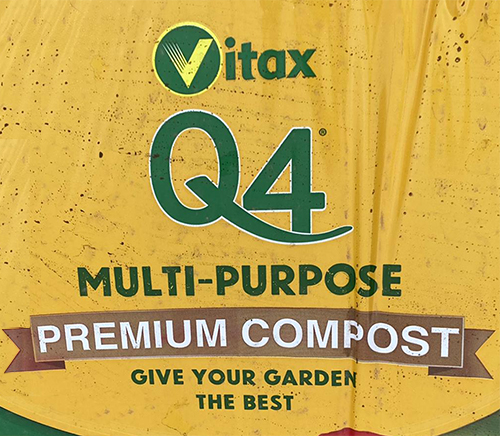 Vitax
Q4®
MULTI-PURPOSE
PREMIUM COMPOST
GIVE YOUR GARDEN
THE BEST